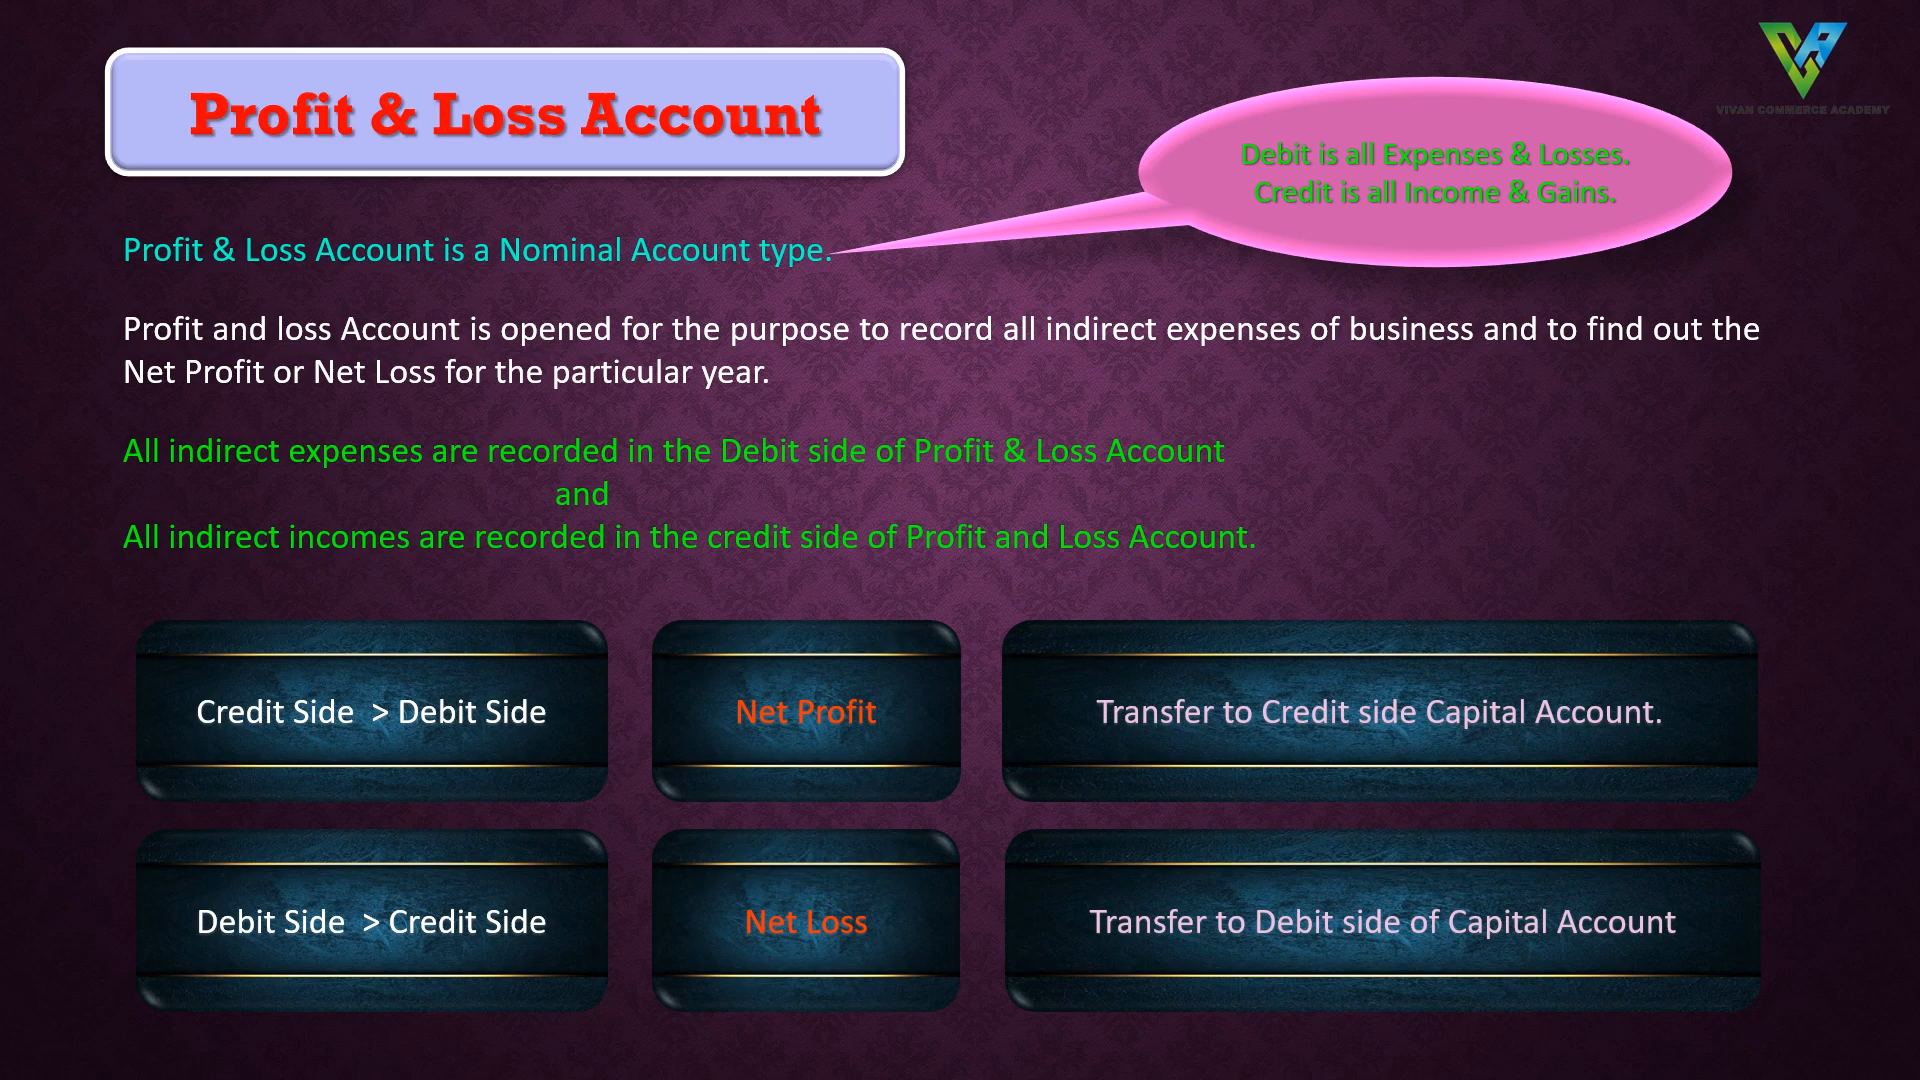 Profit & Loss Account
VIVAN COMMERCE ACADEMY
Debit is all Expenses & Losses.
Credit is all Income & Gains.
Profit & Loss Account is a Nominal Account type.
Profit and loss Account is opened for the purpose to record all indirect expenses of business and to find out the
Net Profit or Net Loss for the particular year.
All indirect expenses are recorded in the Debit side of Profit & Loss Account
and
All indirect incomes are recorded in the credit side of Profit and Loss Account.
Credit Side > Debit Side
Net Profit
Transfer to Credit side Capital Account.
Debit Side > Credit Side
Net Loss
Transfer to Debit side of Capital Account